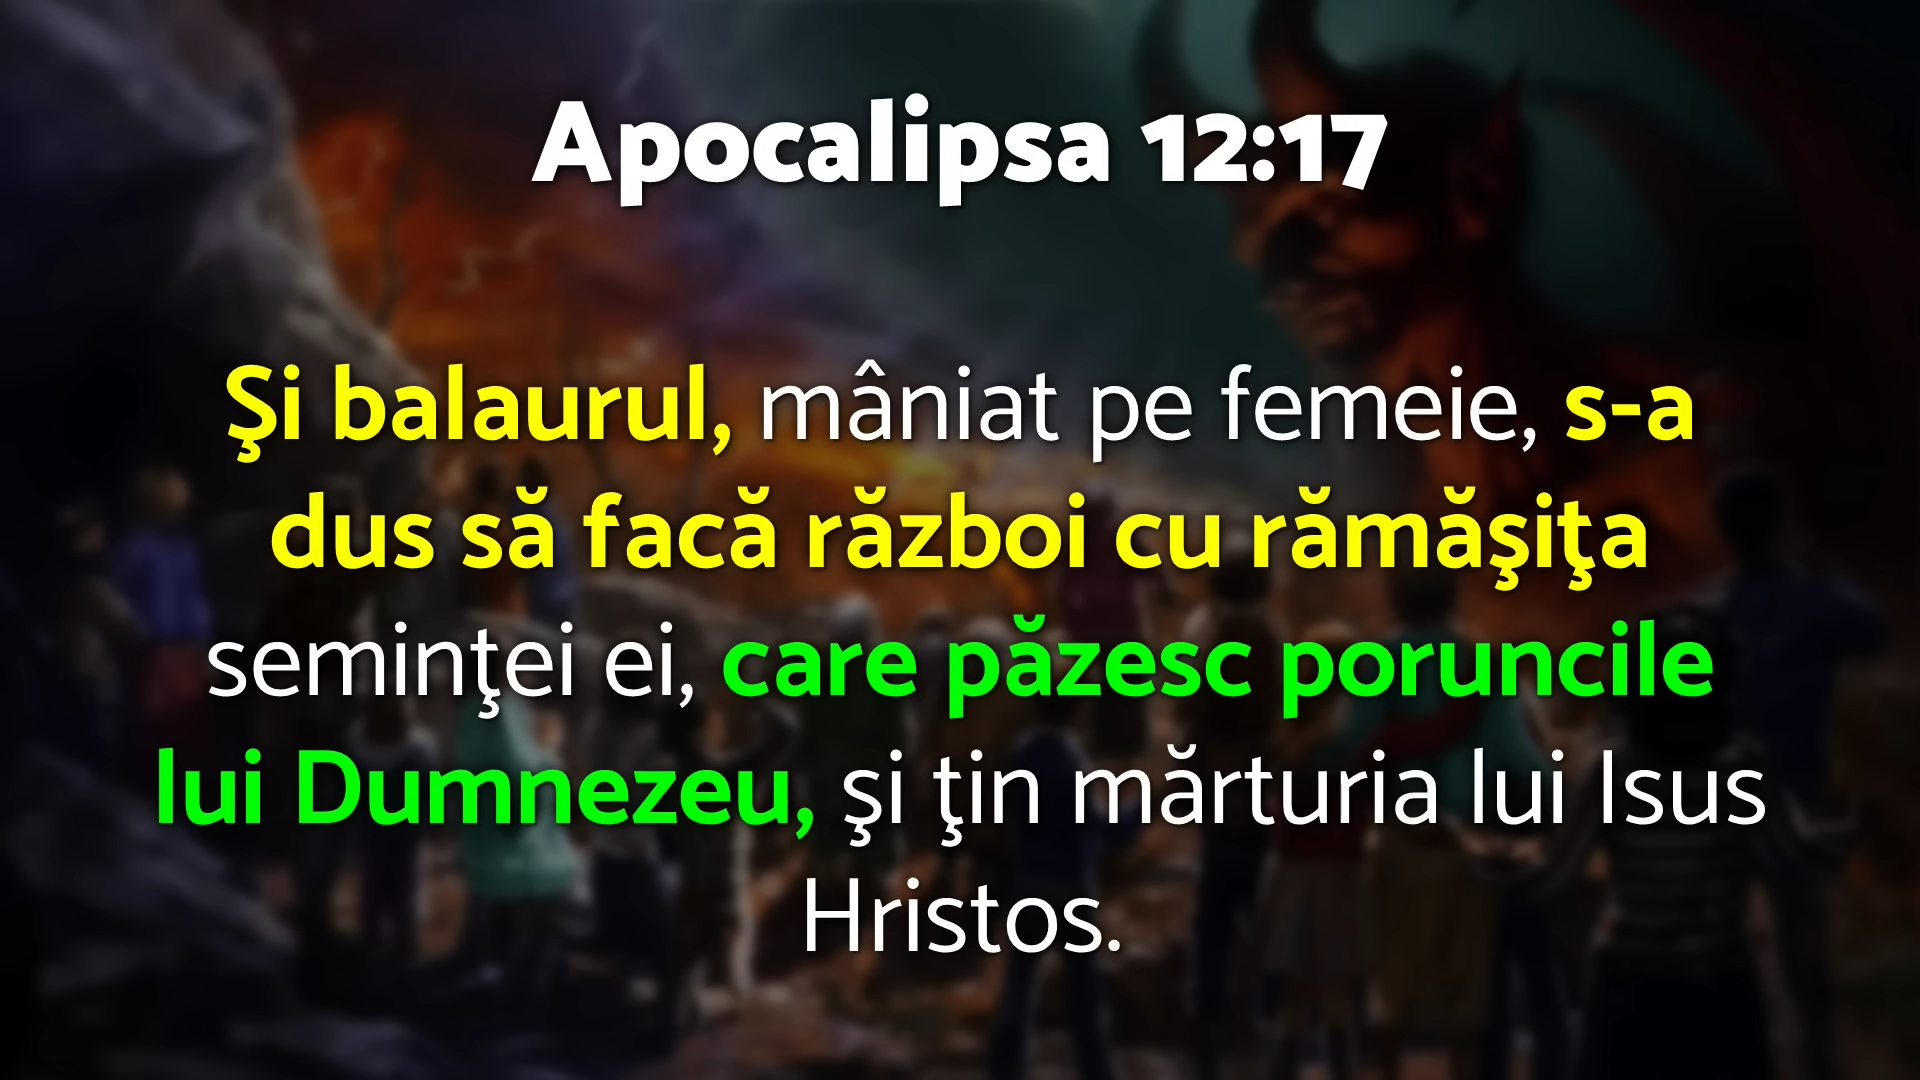 Apocalipsa 12:17
Şi balaurul, mâniat pe femeie, s-a
dus să facă război cu rămăşiţa
seminţei ei, care păzesc poruncile
lui Dumnezeu, şi ţin mărturia lui Isus
Hristos.